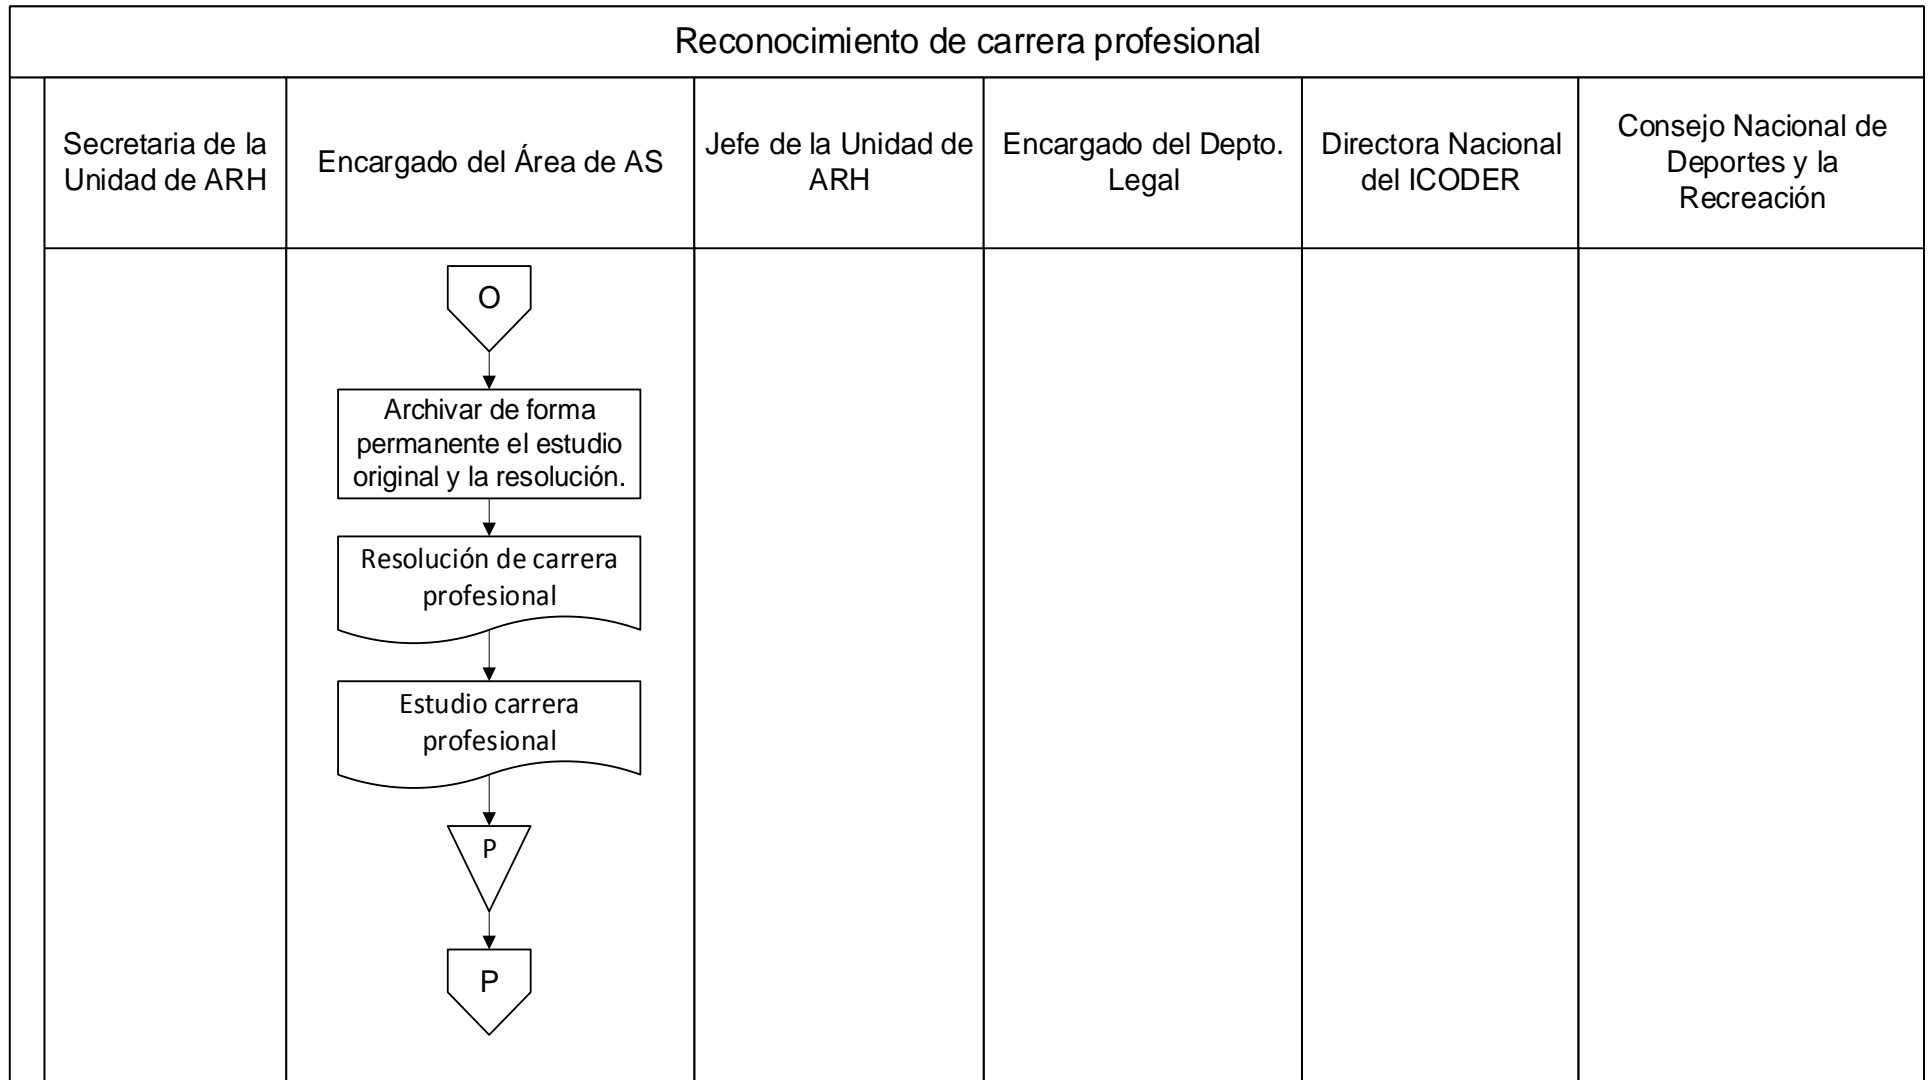 Reconocimiento de carrera profesional
Secretaria de la
Unidad de ARH
Encargado del Área de AS
Jefe de la Unidad de
ARH
Encargado del Depto.
Legal
Directora Nacional
del ICODER
Consejo Nacional de
Deportes y la
Recreación
O
Archivar de forma
permanente el estudio
original y la resolución.
Resolución de carrera
profesional
Estudio carrera
profesional
P
P